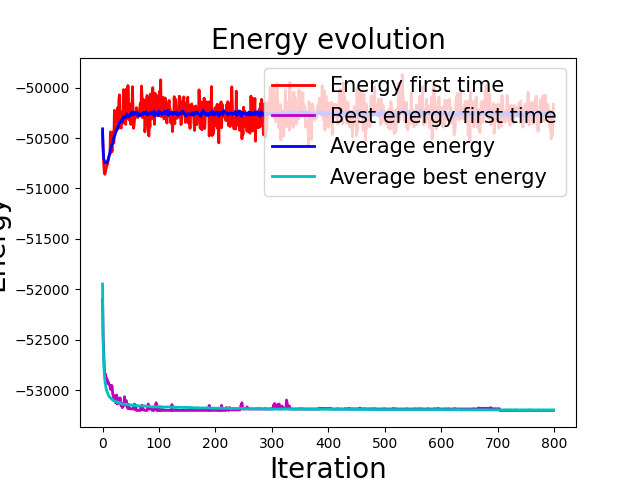 Energy evolution
Energy first time
Best energy first time
Average energy
Average best energy
−50000
−50500
−51000
−51500
−52000
−52500
−53000
Energy
0 100 200 300 400 500 600 700 800
Iteration